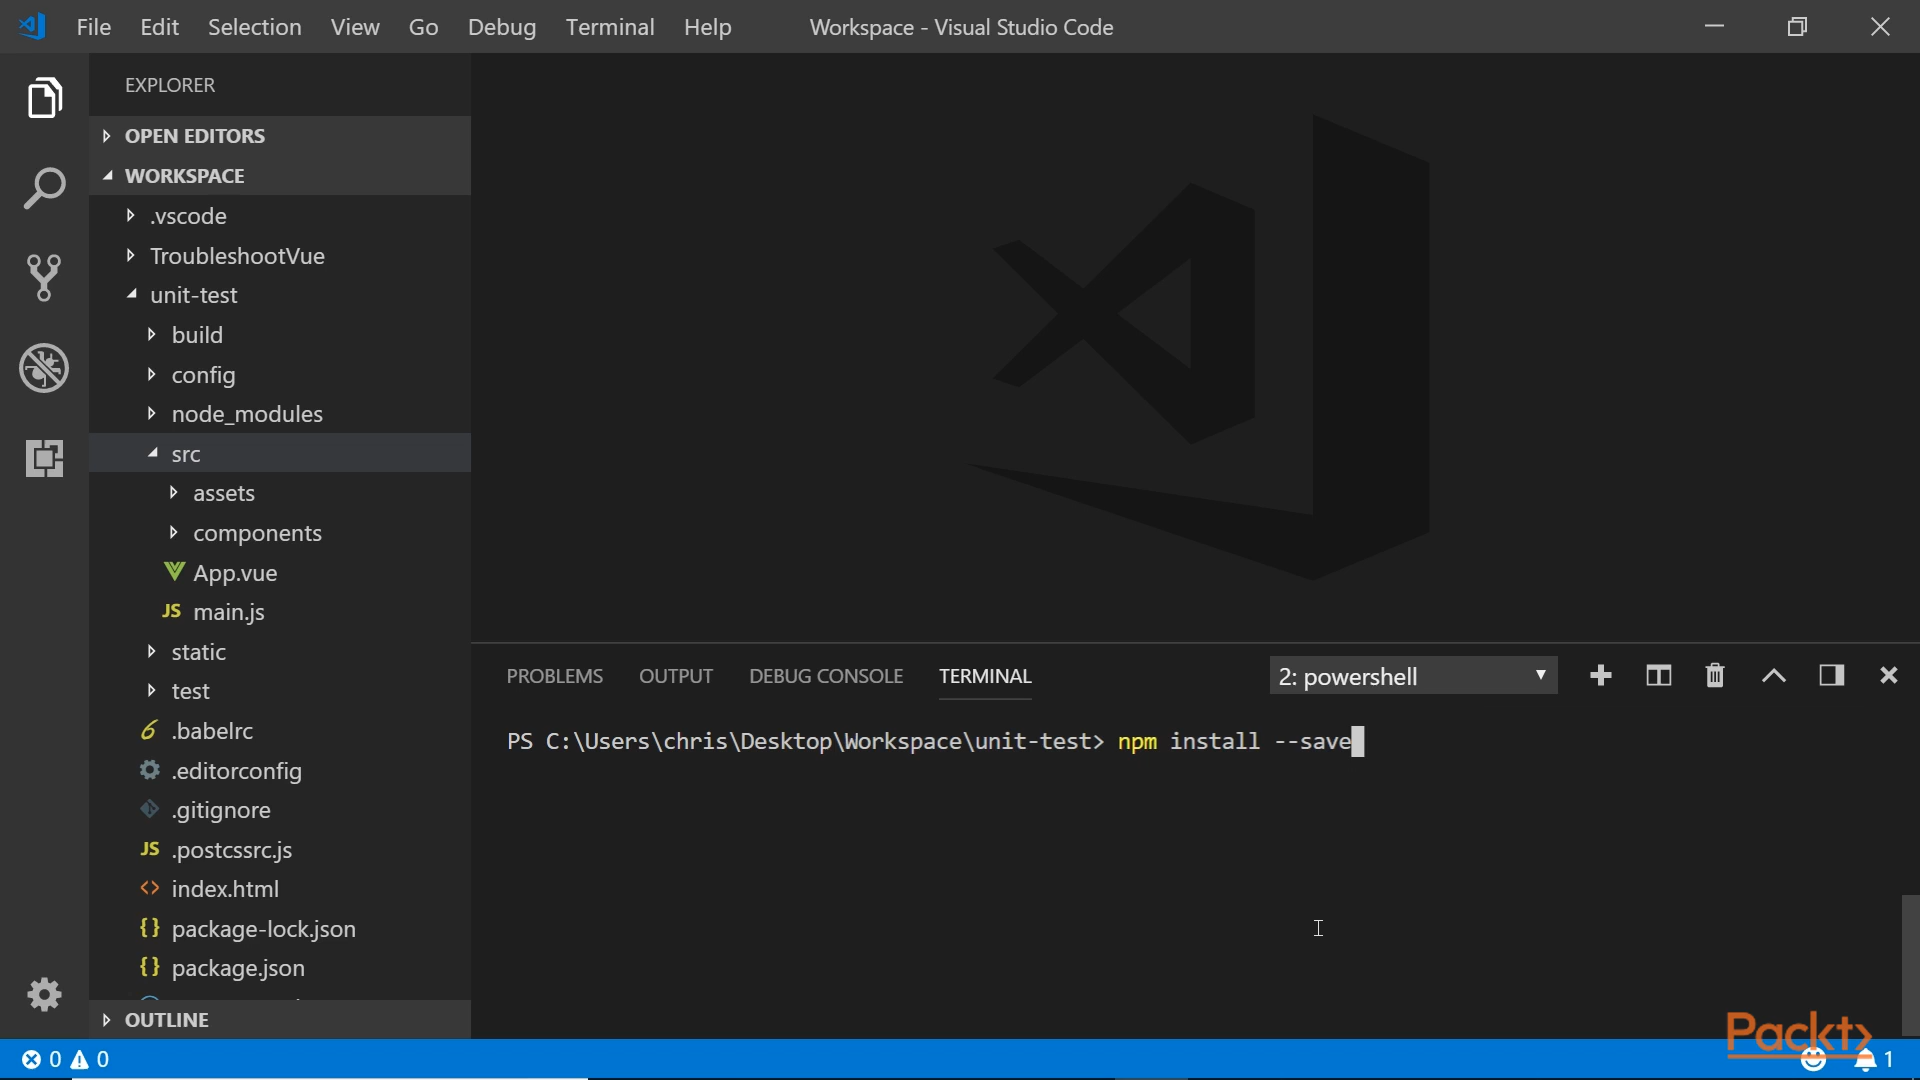 File Edit Selection View Go Debug Terminal Help Workspace - Visual Studio Code
EXPLORER
OPEN EDITORS
WORKSPACE
.vscode
TroubleshootVue
unit-test
build
config
node_modules
src
assets
components
App.vue
JS main.js
static
test
.babelrc
.editorconfig
.gitignore
JS .postcssrc.js
<> index.html
{} package-lock.json
{} package.json
OUTLINE
PROBLEMS OUTPUT DEBUG CONSOLE TERMINAL 2: powershell
PS C:\Users\chris\Desktop\Workspace\unit-test> npm install --save
Packt>
0 0 1